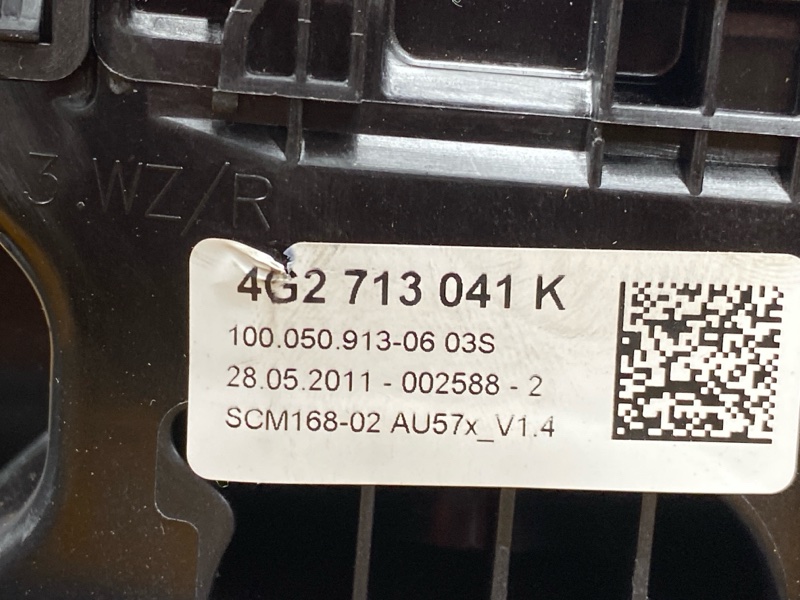 3.WZ/R
4G2 713 041 K
100.050.913-06 03S
28.05.2011 - 002588 - 2
SCM168-02 AU57x_V1.4